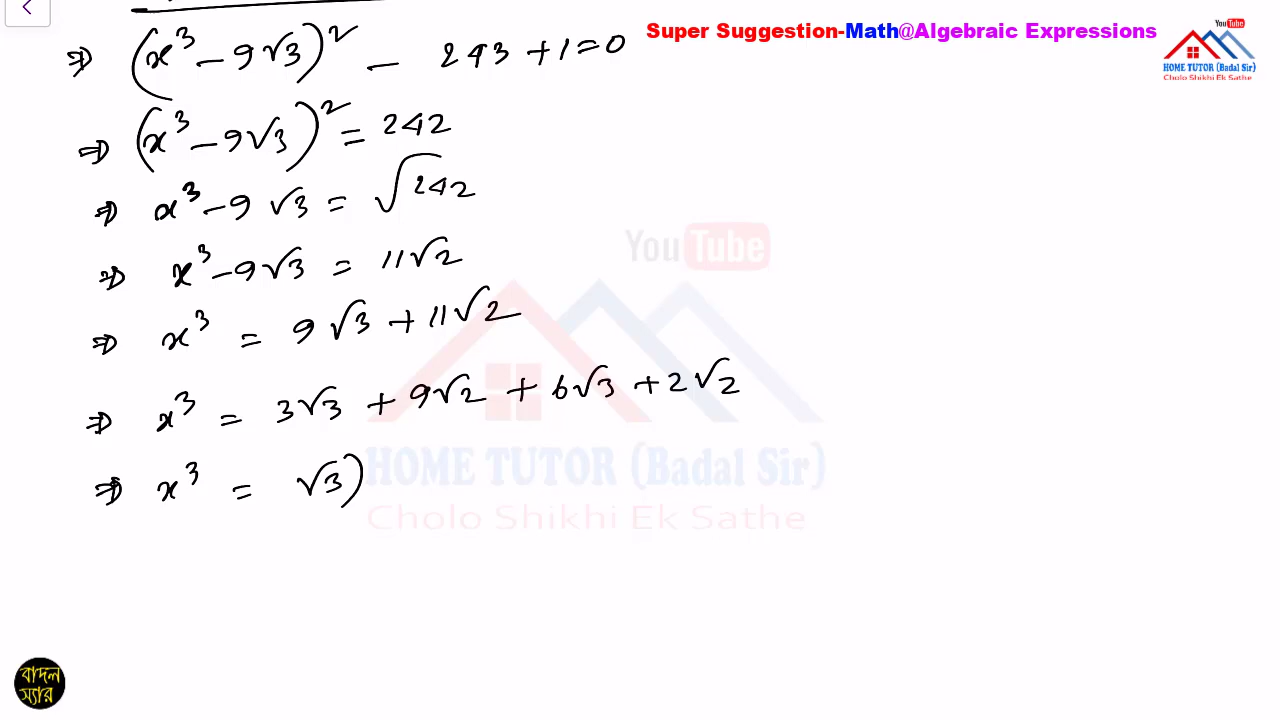 Super Suggestion-Math@Algebraic Expressions
YouTube
HOME TUTOR (Badal Sir)
Cholo Shikhi Ek Sathe
⇒ (x³ − 9√3)² − 243 + 1 = 0
⇒ (x³ − 9√3)² = 242
⇒ x³ − 9√3 = √242
⇒ x³ − 9√3 = 11√2
⇒ x³ = 9√3 + 11√2
⇒ x³ = 3√3 + 9√2 + 6√3 + 2√2
⇒ x³ = √3)
YouTube
HOME TUTOR (Badal Sir)
Cholo Shikhi Ek Sathe
বাদল
স্যার